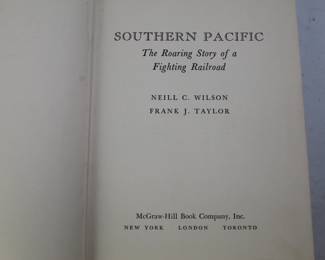 SOUTHERN PACIFIC
The Roaring Story of a
Fighting Railroad
NEILL C. WILSON
FRANK J. TAYLOR
McGraw-Hill Book Company, Inc.
NEW YORK LONDON TORONTO